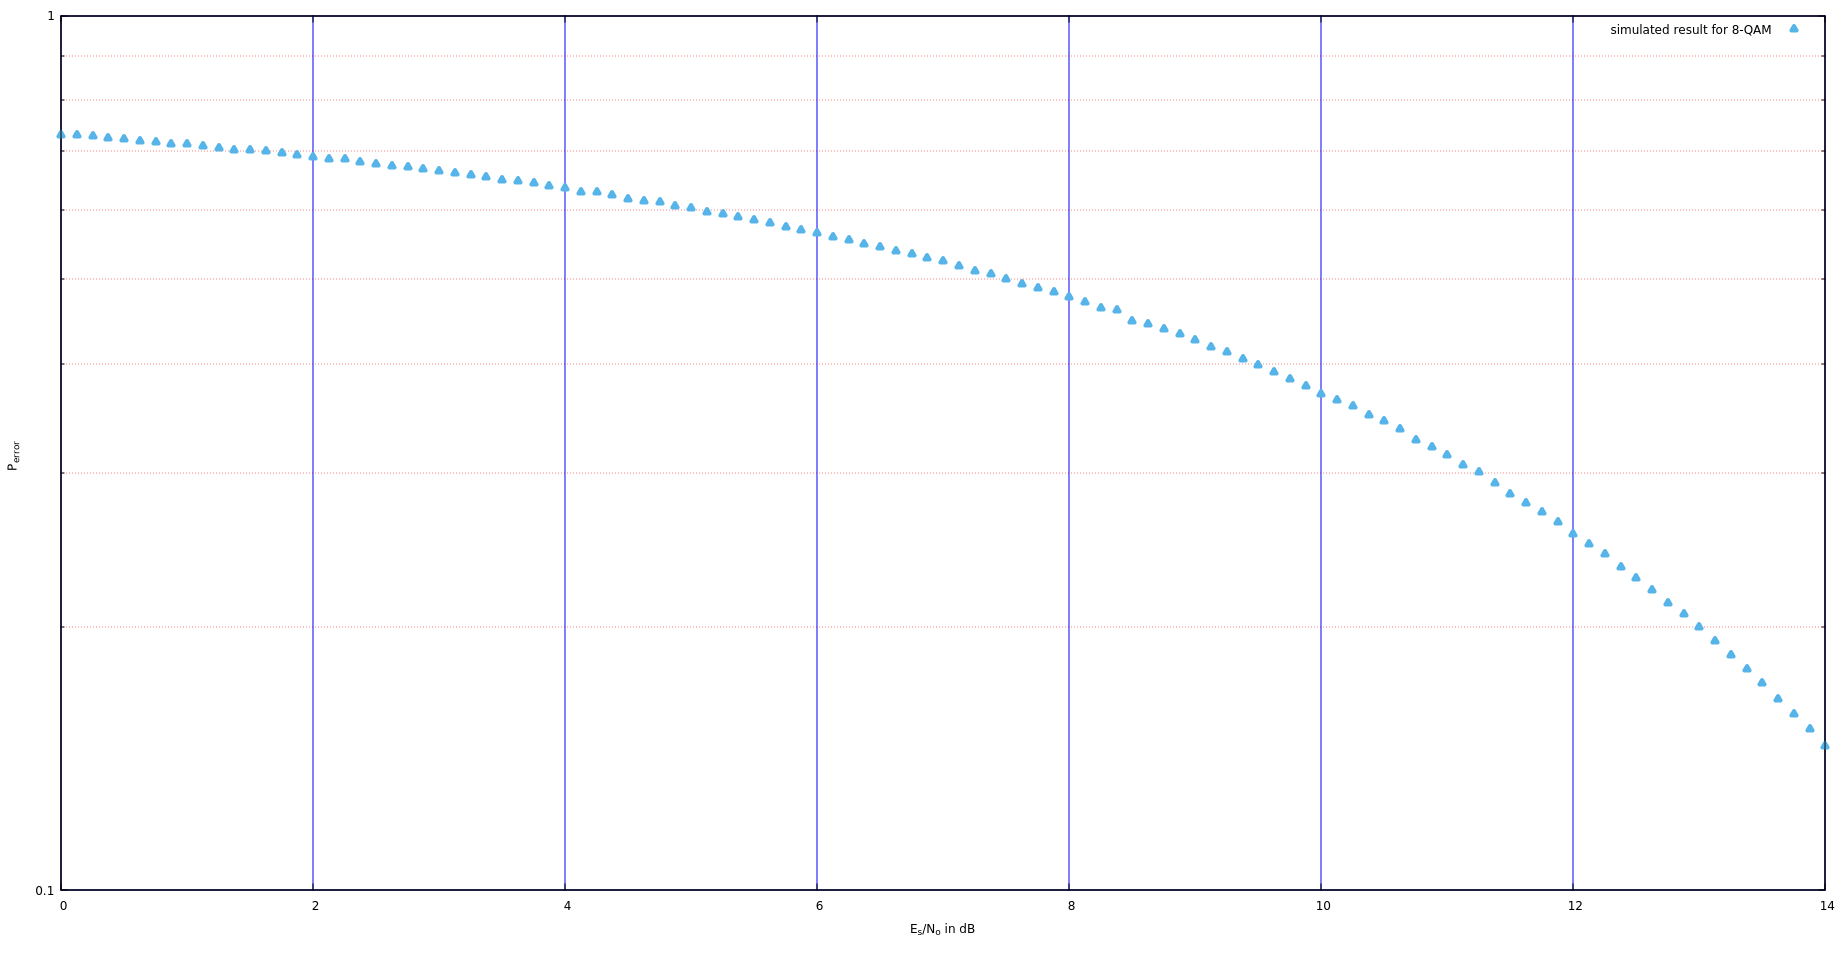 1
simulated result for 8-QAM
P_error
0.1
0 2 4 6 8 10 12 14
E_s/N_o in dB